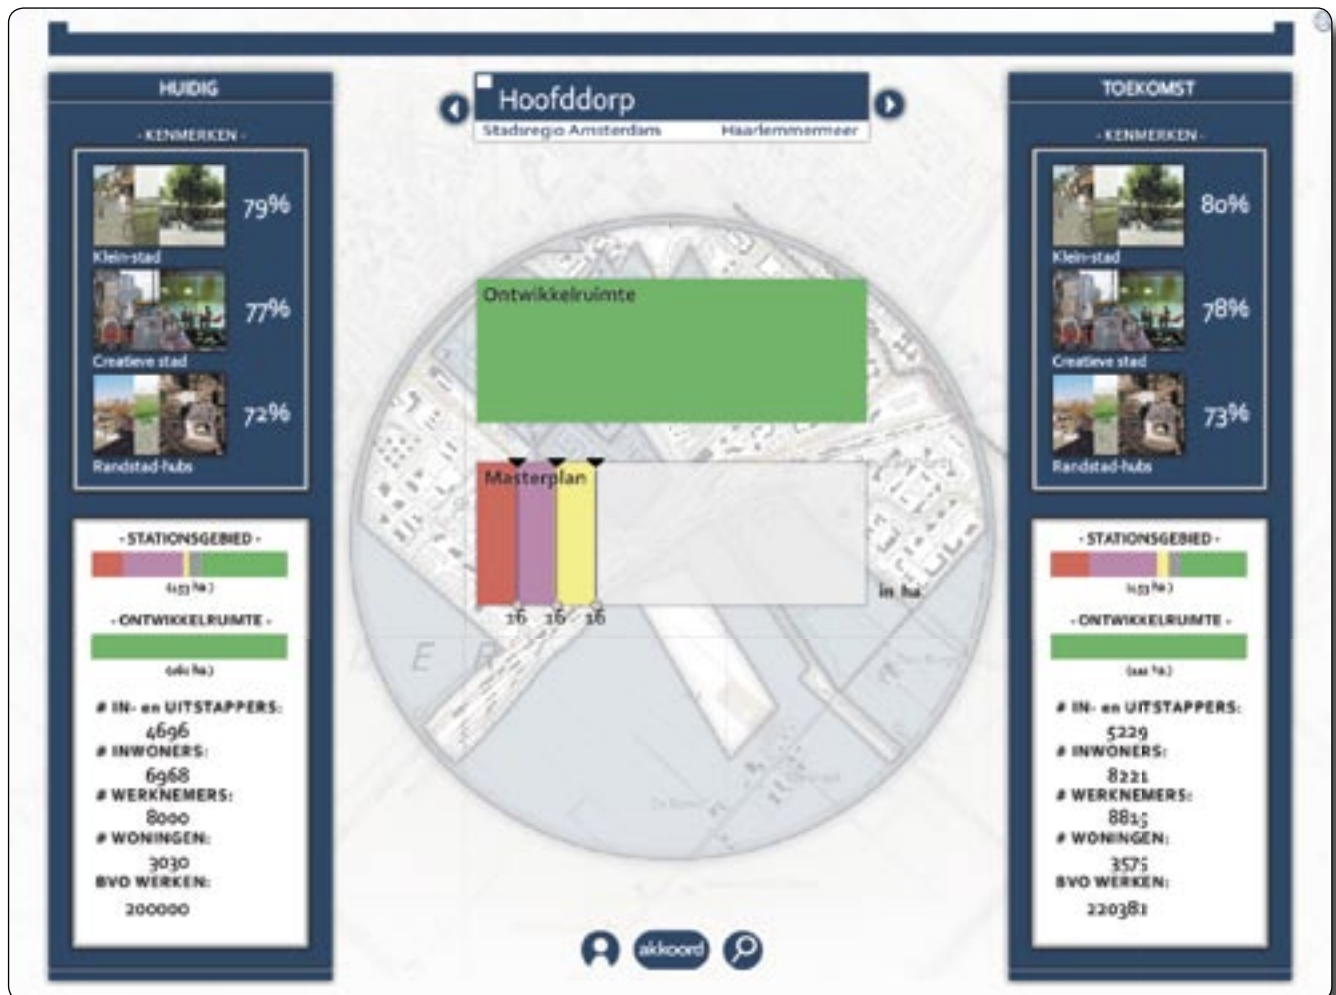 HUIDIG
- KENMERKEN -
79%
Klein-stad
77%
Creatieve stad
72%
Randstad-hubs
- STATIONSGEBIED -
- ONTWIKKELRUIMTE -
# IN- en UITSTAPPERS:
4696
# INWONERS:
6968
# WERKNEMERS:
8000
# WONINGEN:
3030
BVO WERKEN:
200000
Hoofddorp
Stadsregio Amsterdam
Haarlemmermeer
Ontwikkelruimte
Masterplan
in ha
16 16 16
E R
akkoord
TOEKOMST
- KENMERKEN -
80%
Klein-stad
78%
Creatieve stad
73%
Randstad-hubs
- STATIONSGEBIED -
- ONTWIKKELRUIMTE -
# IN- en UITSTAPPERS:
5229
# INWONERS:
8221
# WERKNEMERS:
8815
# WONINGEN:
3575
BVO WERKEN:
220381